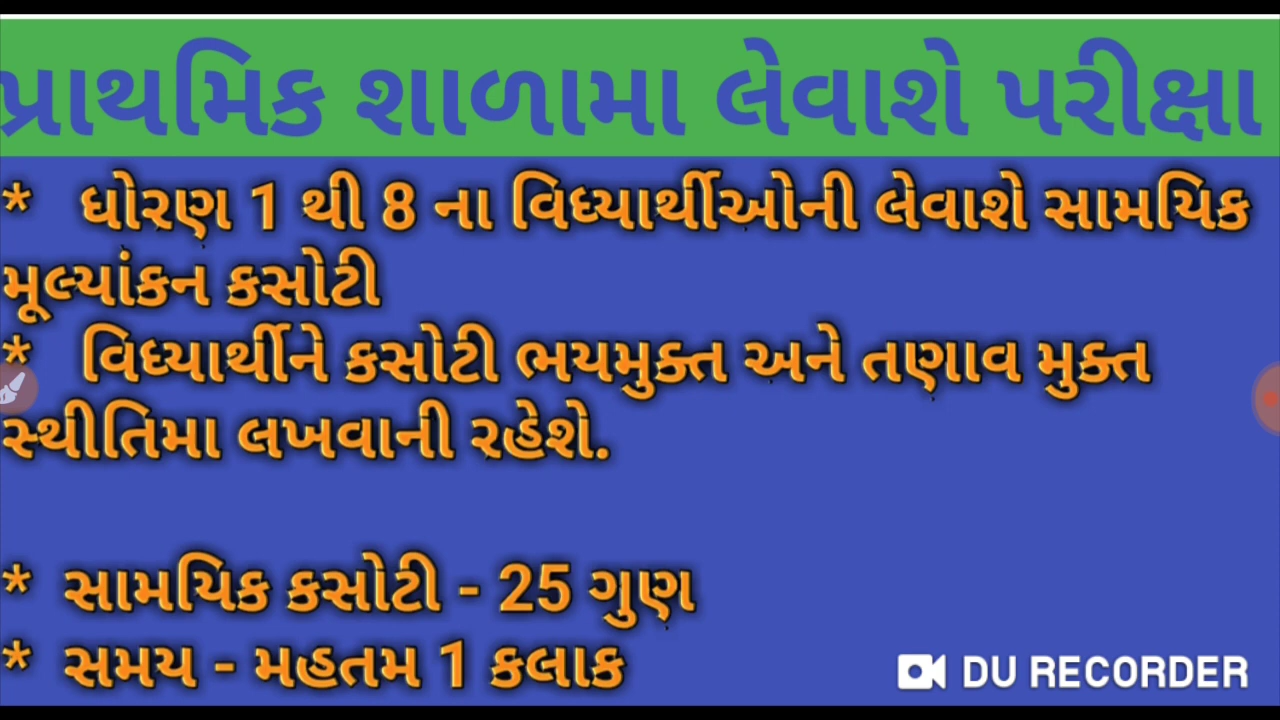 પ્રાથમિક શાળામા લેવાશે પરીક્ષા
* ધોરણ 1 થી 8 ના વિધ્યાર્થીઓની લેવાશે સામયિક
મૂલ્યાંકન કસોટી
* વિધ્યાર્થીને કસોટી ભયમુક્ત અને તણાવ મુક્ત
સ્થીતિમા લખવાની રહેશે.
* સામયિક કસોટી - 25 ગુણ
* સમય - મહતમ 1 કલાક
DU RECORDER